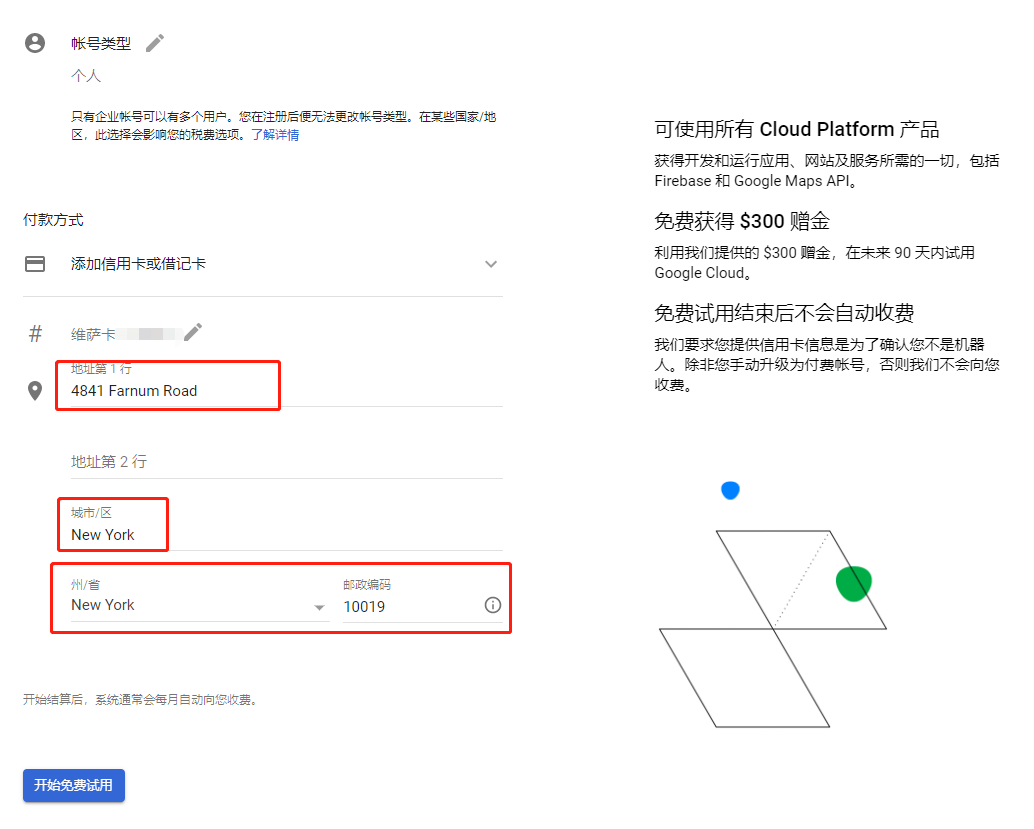 帐号类型
个人
只有企业帐号可以有多个用户。您在注册后便无法更改帐号类型。在某些国家/地
区，此选择会影响您的税费选项。了解详情
付款方式
添加信用卡或借记卡
#
维萨卡
地址第 1 行
4841 Farnum Road
地址第 2 行
城市/区
New York
州/省
New York
邮政编码
10019
开始结算后，系统通常会每月自动向您收费。
开始免费试用
可使用所有 Cloud Platform 产品
获得开发和运行应用、网站及服务所需的一切，包括
Firebase 和 Google Maps API。
免费获得 $300 赠金
利用我们提供的 $300 赠金，在未来 90 天内试用
Google Cloud。
免费试用结束后不会自动收费
我们要求您提供信用卡信息是为了确认您不是机器
人。除非您手动升级为付费帐号，否则我们不会向您
收费。